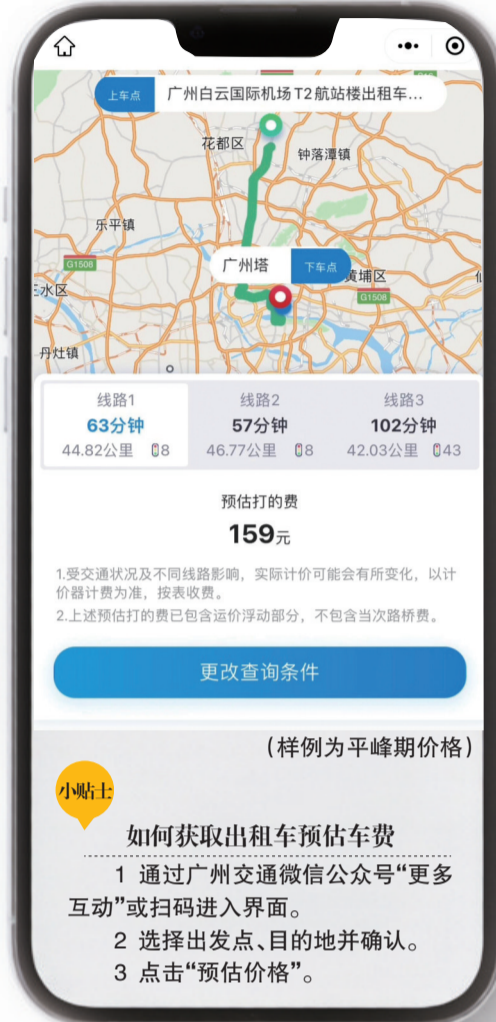 上车点 广州白云国际机场T2航站楼出租车...
花都区
钟落潭镇
乐平镇
G1508
广州塔 下车点
黄埔区
G1508
丹灶镇
线路1 线路2 线路3
63分钟 57分钟 102分钟
44.82公里 8 46.77公里 8 42.03公里 43
预估打的费
159元
1.受交通状况及不同线路影响，实际计价可能会有所变化，以计
价器计费为准，按表收费。
2.上述预估打的费已包含运价浮动部分，不包含当次路桥费。
更改查询条件
（样例为平峰期价格）
小贴士
如何获取出租车预估车费
1 通过广州交通微信公众号“更多
互动”或扫码进入界面。
2 选择出发点、目的地并确认。
3 点击“预估价格”。